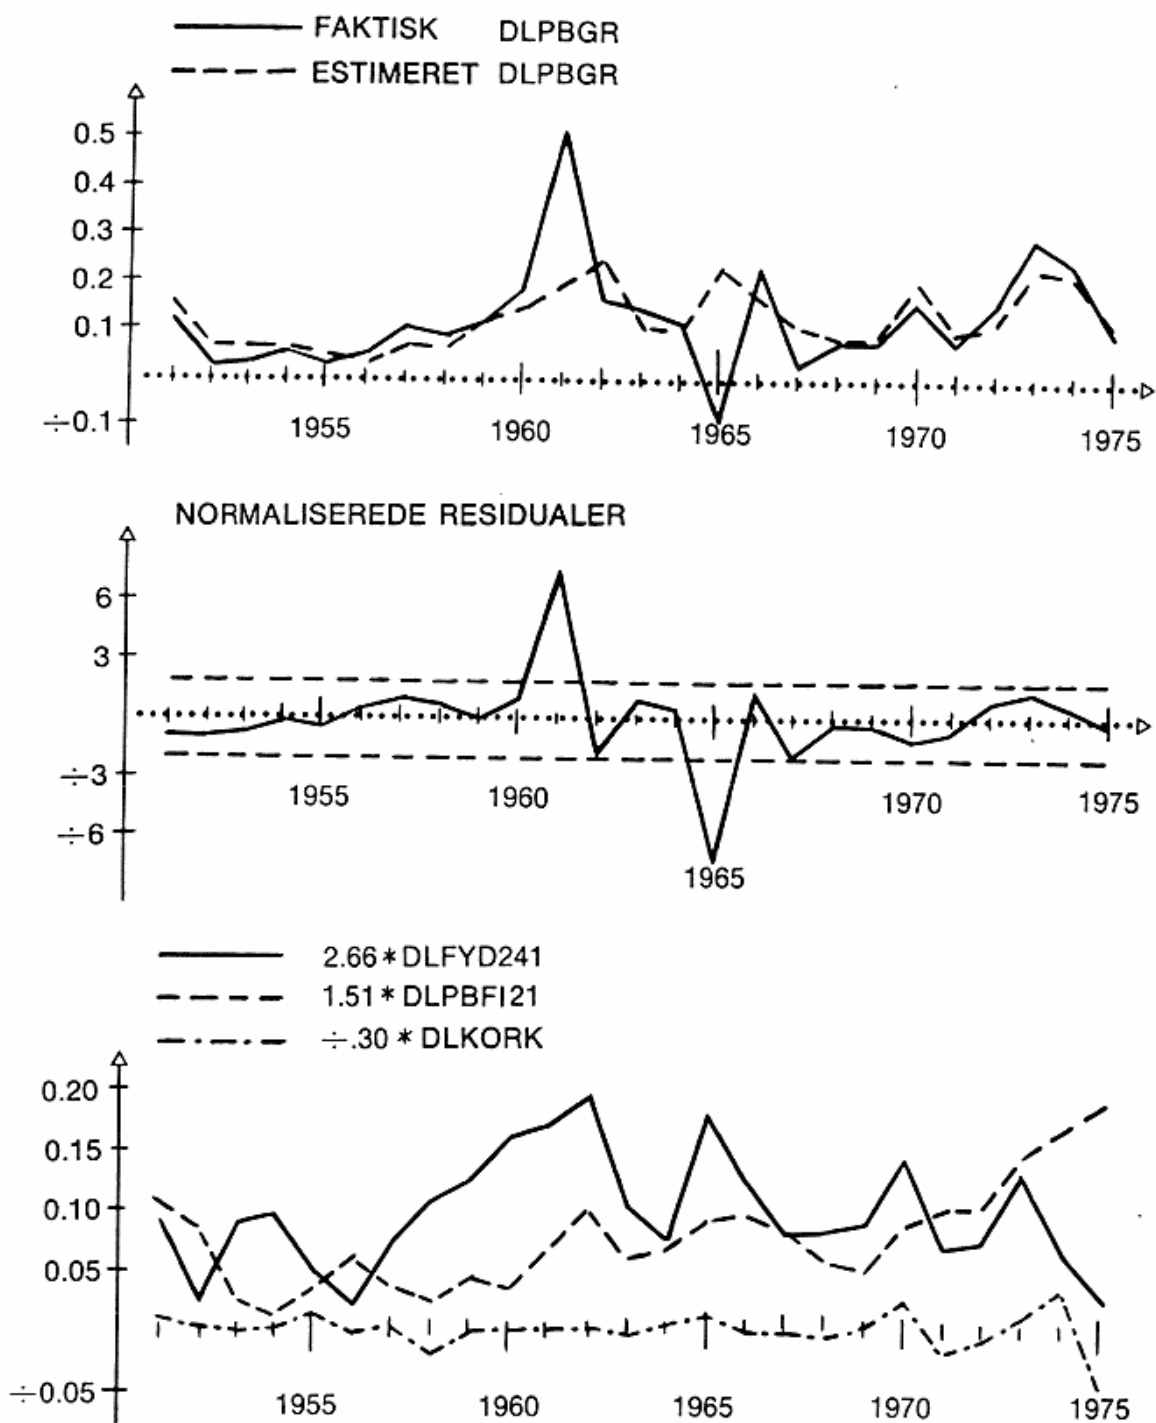 FAKTISK DLPBGR
ESTIMERET DLPBGR
0.5
0.4
0.3
0.2
0.1
÷0.1
1955 1960 1965 1970 1975
NORMALISEREDE RESIDUALER
6
3
÷3
÷6
1955 1960 1965 1970 1975
2.66*DLFYD241
1.51*DLPBFI21
÷.30*DLKORK
0.20
0.15
0.10
0.05
÷0.05
1955 1960 1965 1970 1975